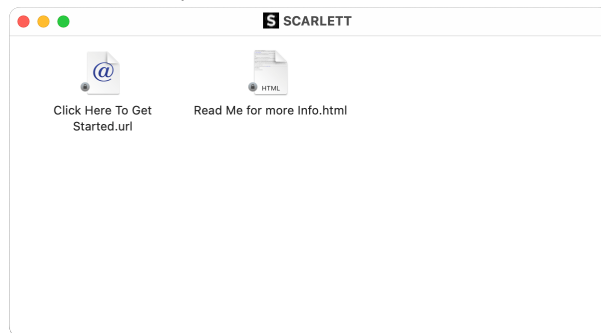 S SCARLETT
@
HTML
Click Here To Get
Started.url
Read Me for more Info.html